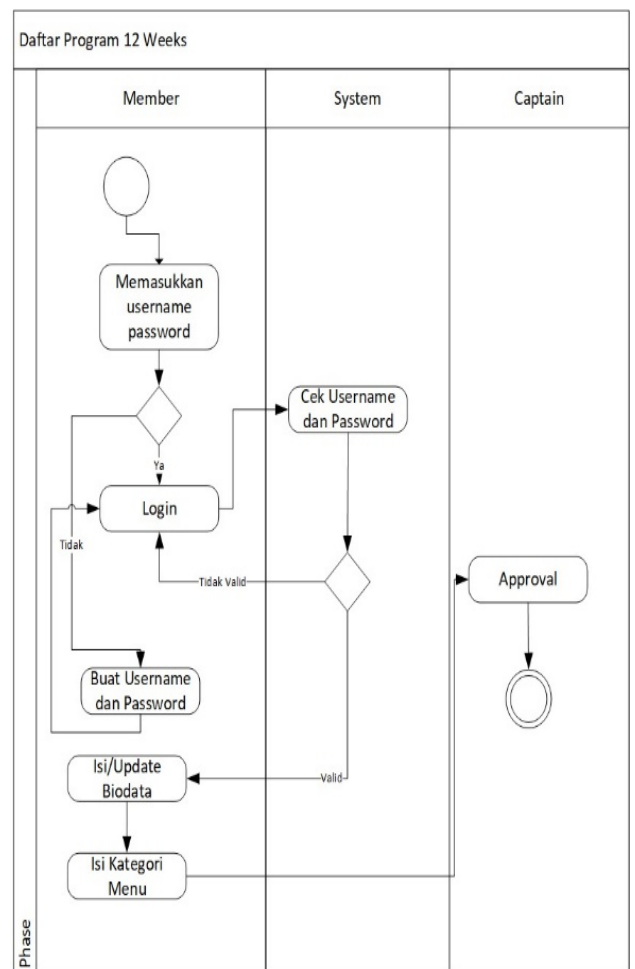 Daftar Program 12 Weeks
Member
System
Captain
Memasukkan
username
password
Cek Username
dan Password
Ya
Login
Tidak
Tidak Valid
Approval
Buat Username
dan Password
Isi/Update
Biodata
Valid
Isi Kategori
Menu
Phase